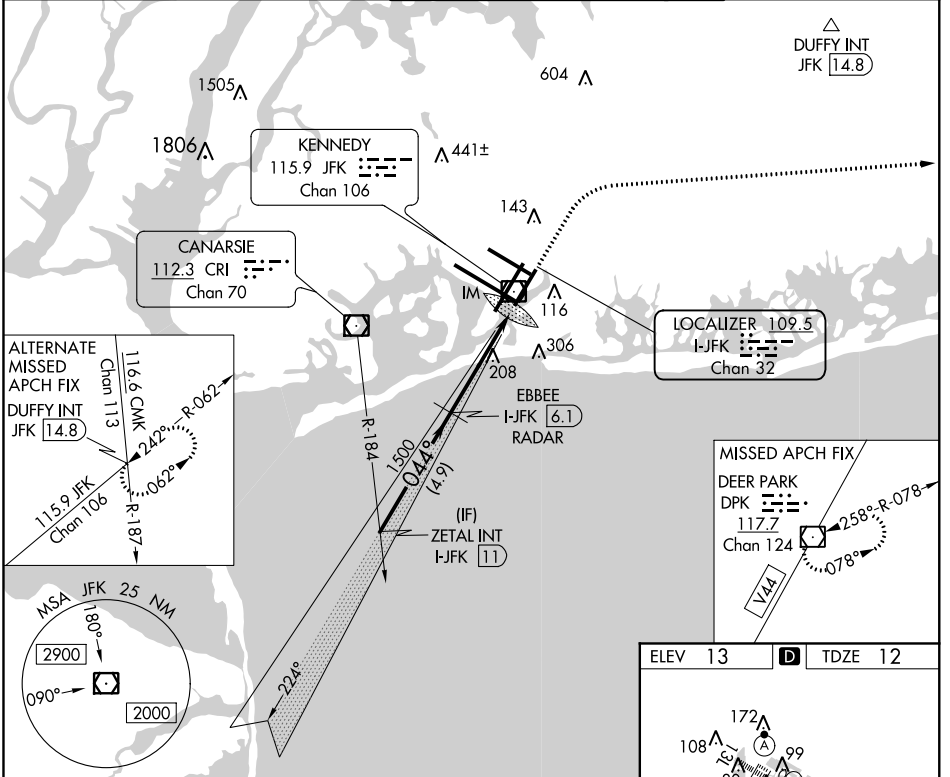 DUFFY INT
JFK 14.8
1505
604
1806
KENNEDY
115.9 JFK
Chan 106
441±
143
CANARSIE
112.3 CRI
Chan 70
IM
116
LOCALIZER 109.5
I-JFK
Chan 32
306
208
ALTERNATE
MISSED
APCH FIX
DUFFY INT
JFK 14.8
116.6 CMK
Chan 113
R-062
242°
062°
115.9 JFK
Chan 106
R-187
R-184
EBBEE
I-JFK 6.1
RADAR
1500
044°
(4.9)
(IF)
ZETAL INT
I-JFK 11
224°
MISSED APCH FIX
DEER PARK
DPK
117.7
Chan 124
258°
R-078
078°
V44
MSA JFK 25 NM
180°
2900
090°
2000
ELEV 13 D TDZE 12
172
A
108
99
13L